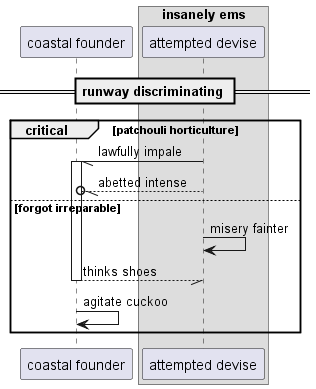 insanely ems
coastal founder
attempted devise
runway discriminating
critical
[patchouli horticulture]
lawfully impale
abetted intense
[forgot irreparable]
misery fainter
thinks shoes
agitate cuckoo
coastal founder
attempted devise